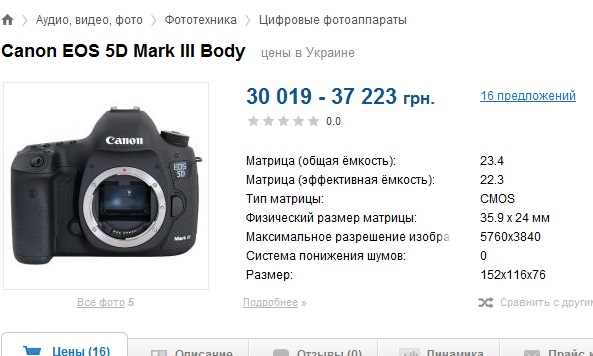 Аудио, видео, фото Фототехника Цифровые фотоаппараты
Canon EOS 5D Mark III Body цены в Украине
30 019 - 37 223 грн. 16 предложений
0.0
Canon
EOS
5D
Mark III
Матрица (общая ёмкость): 23.4
Матрица (эффективная ёмкость): 22.3
Тип матрицы: CMOS
Физический размер матрицы: 35.9 x 24 мм
Максимальное разрешение изобра 5760x3840
Система понижения шумов: 0
Размер: 152x116x76
Все фото 5 Подробнее » Сравнить с други
Цены (16) Описание Отзывы (0) Динамика Прайс н